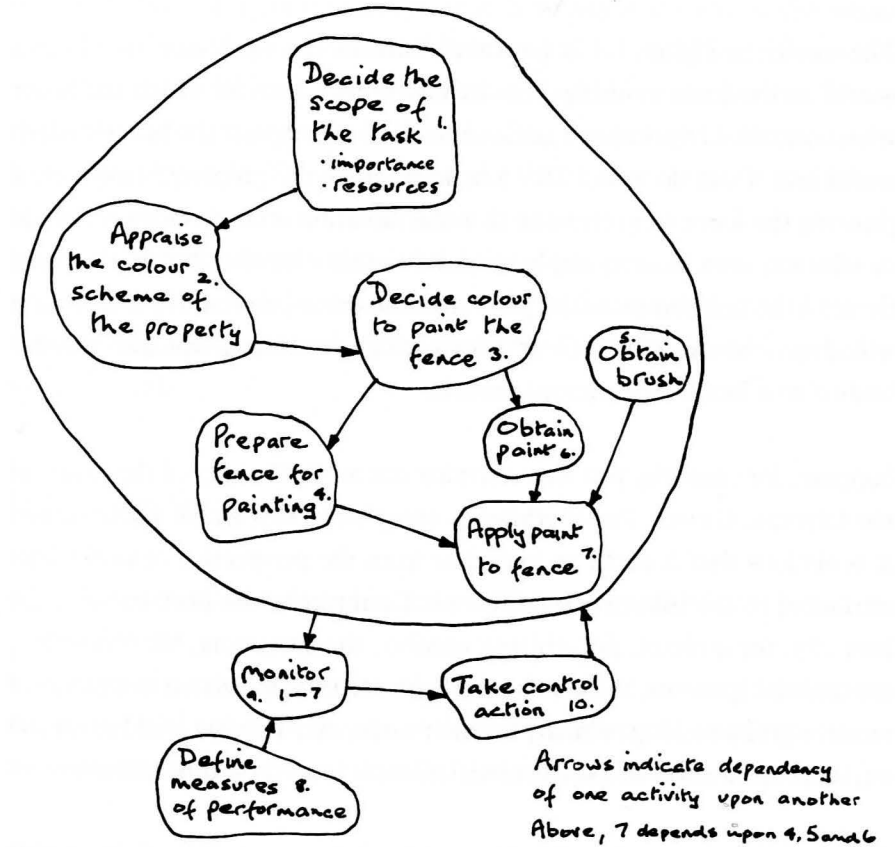 Decide the
scope of
the task 1.
· importance
· resources
Appraise
the colour 2.
scheme of
the property
Decide colour
to paint the
fence 3.
5.
Obtain
brush
Prepare
fence for
painting 4.
Obtain
paint 6.
Apply paint
to fence 7.
Monitor
9. 1-7
Take control
action 10.
Define
measures 8.
of performance
Arrows indicate dependency
of one activity upon another
Above, 7 depends upon 4, 5 and 6